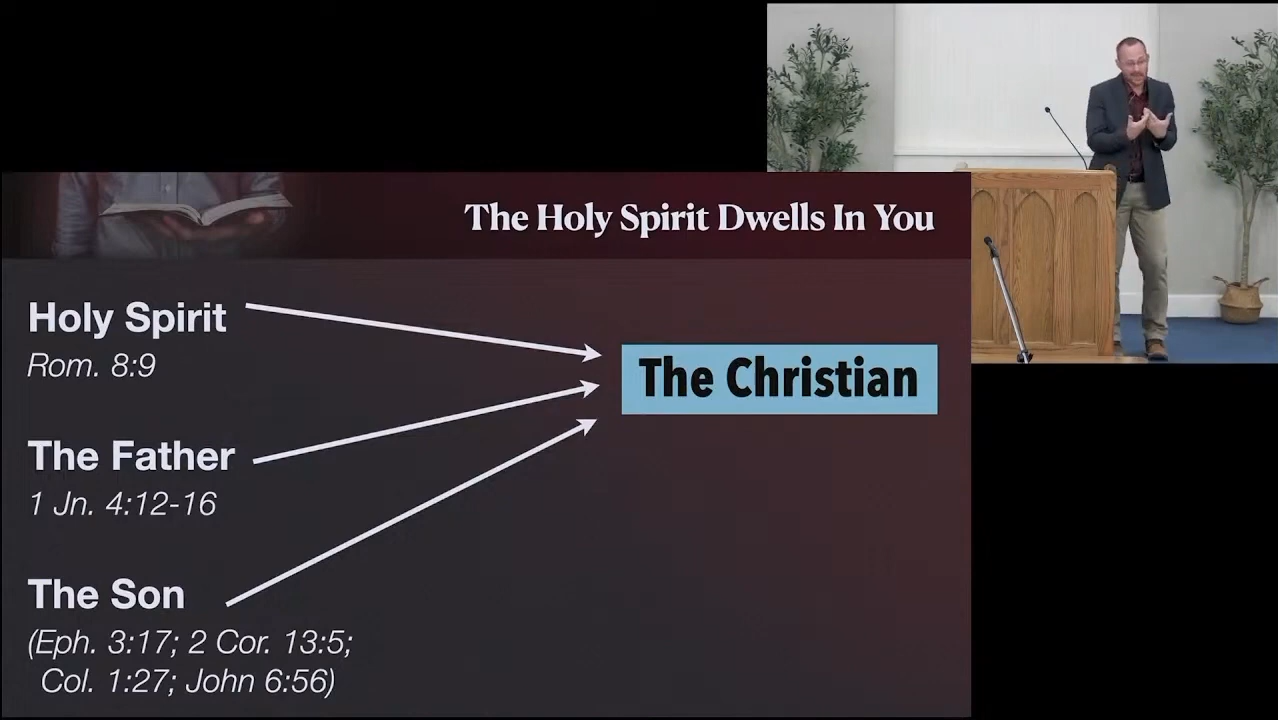 The Holy Spirit Dwells In You
Holy Spirit
Rom. 8:9
The Christian
The Father
1 Jn. 4:12-16
The Son
(Eph. 3:17; 2 Cor. 13:5;
Col. 1:27; John 6:56)